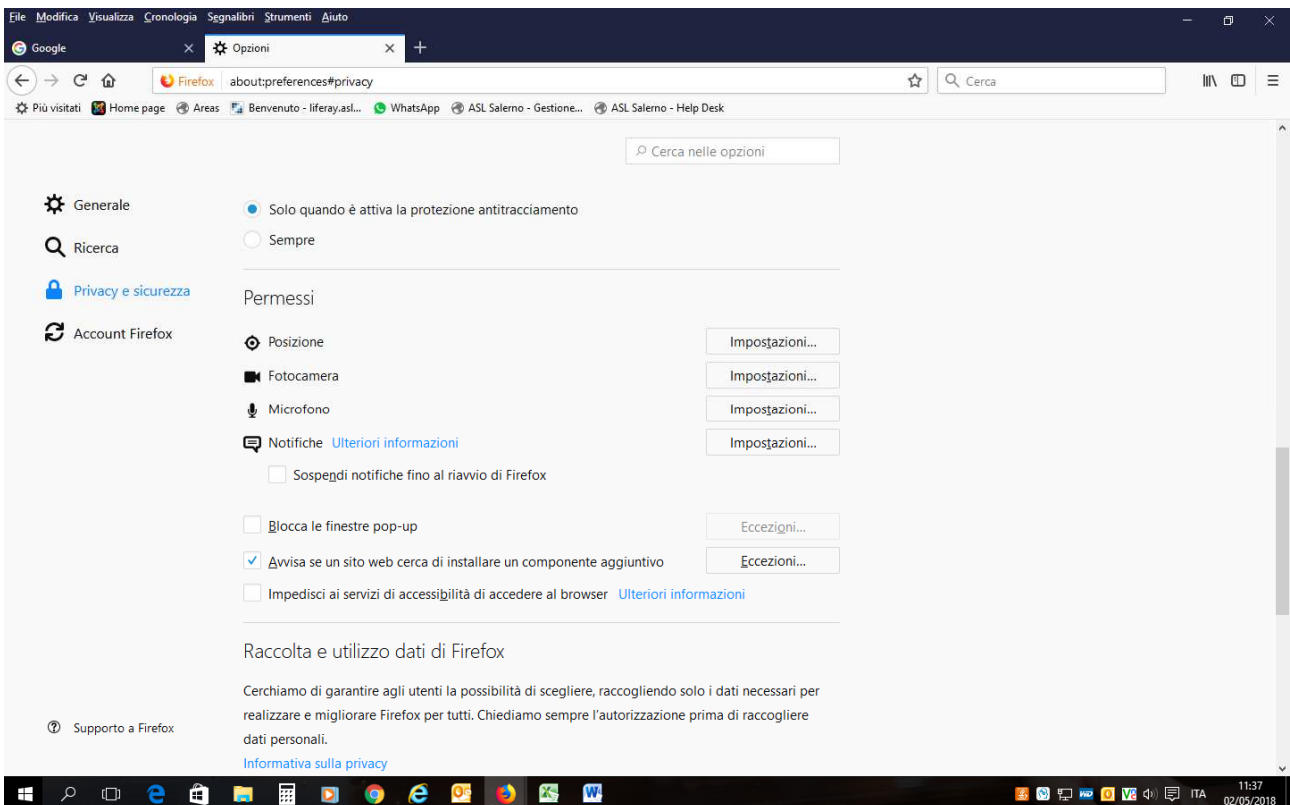 File Modifica Visualizza Cronologia Segnalibri Strumenti Aiuto
Google
Opzioni
Firefox about:preferences#privacy
Cerca
Più visitati Home page Areas Benvenuto - liferay.asl... WhatsApp ASL Salerno - Gestione... ASL Salerno - Help Desk
Cerca nelle opzioni
Generale
Ricerca
Privacy e sicurezza
Account Firefox
Supporto a Firefox
Solo quando è attiva la protezione antitracciamento
Sempre
Permessi
Posizione Impostazioni...
Fotocamera Impostazioni...
Microfono Impostazioni...
Notifiche Ulteriori informazioni Impostazioni...
Sospendi notifiche fino al riavvio di Firefox
Blocca le finestre pop-up Eccezioni...
Avvisa se un sito web cerca di installare un componente aggiuntivo Eccezioni...
Impedisci ai servizi di accessibilità di accedere al browser Ulteriori informazioni
Raccolta e utilizzo dati di Firefox
Cerchiamo di garantire agli utenti la possibilità di scegliere, raccogliendo solo i dati necessari per
realizzare e migliorare Firefox per tutti. Chiediamo sempre l'autorizzazione prima di raccogliere
dati personali.
Informativa sulla privacy
ITA
11:37
02/05/2018